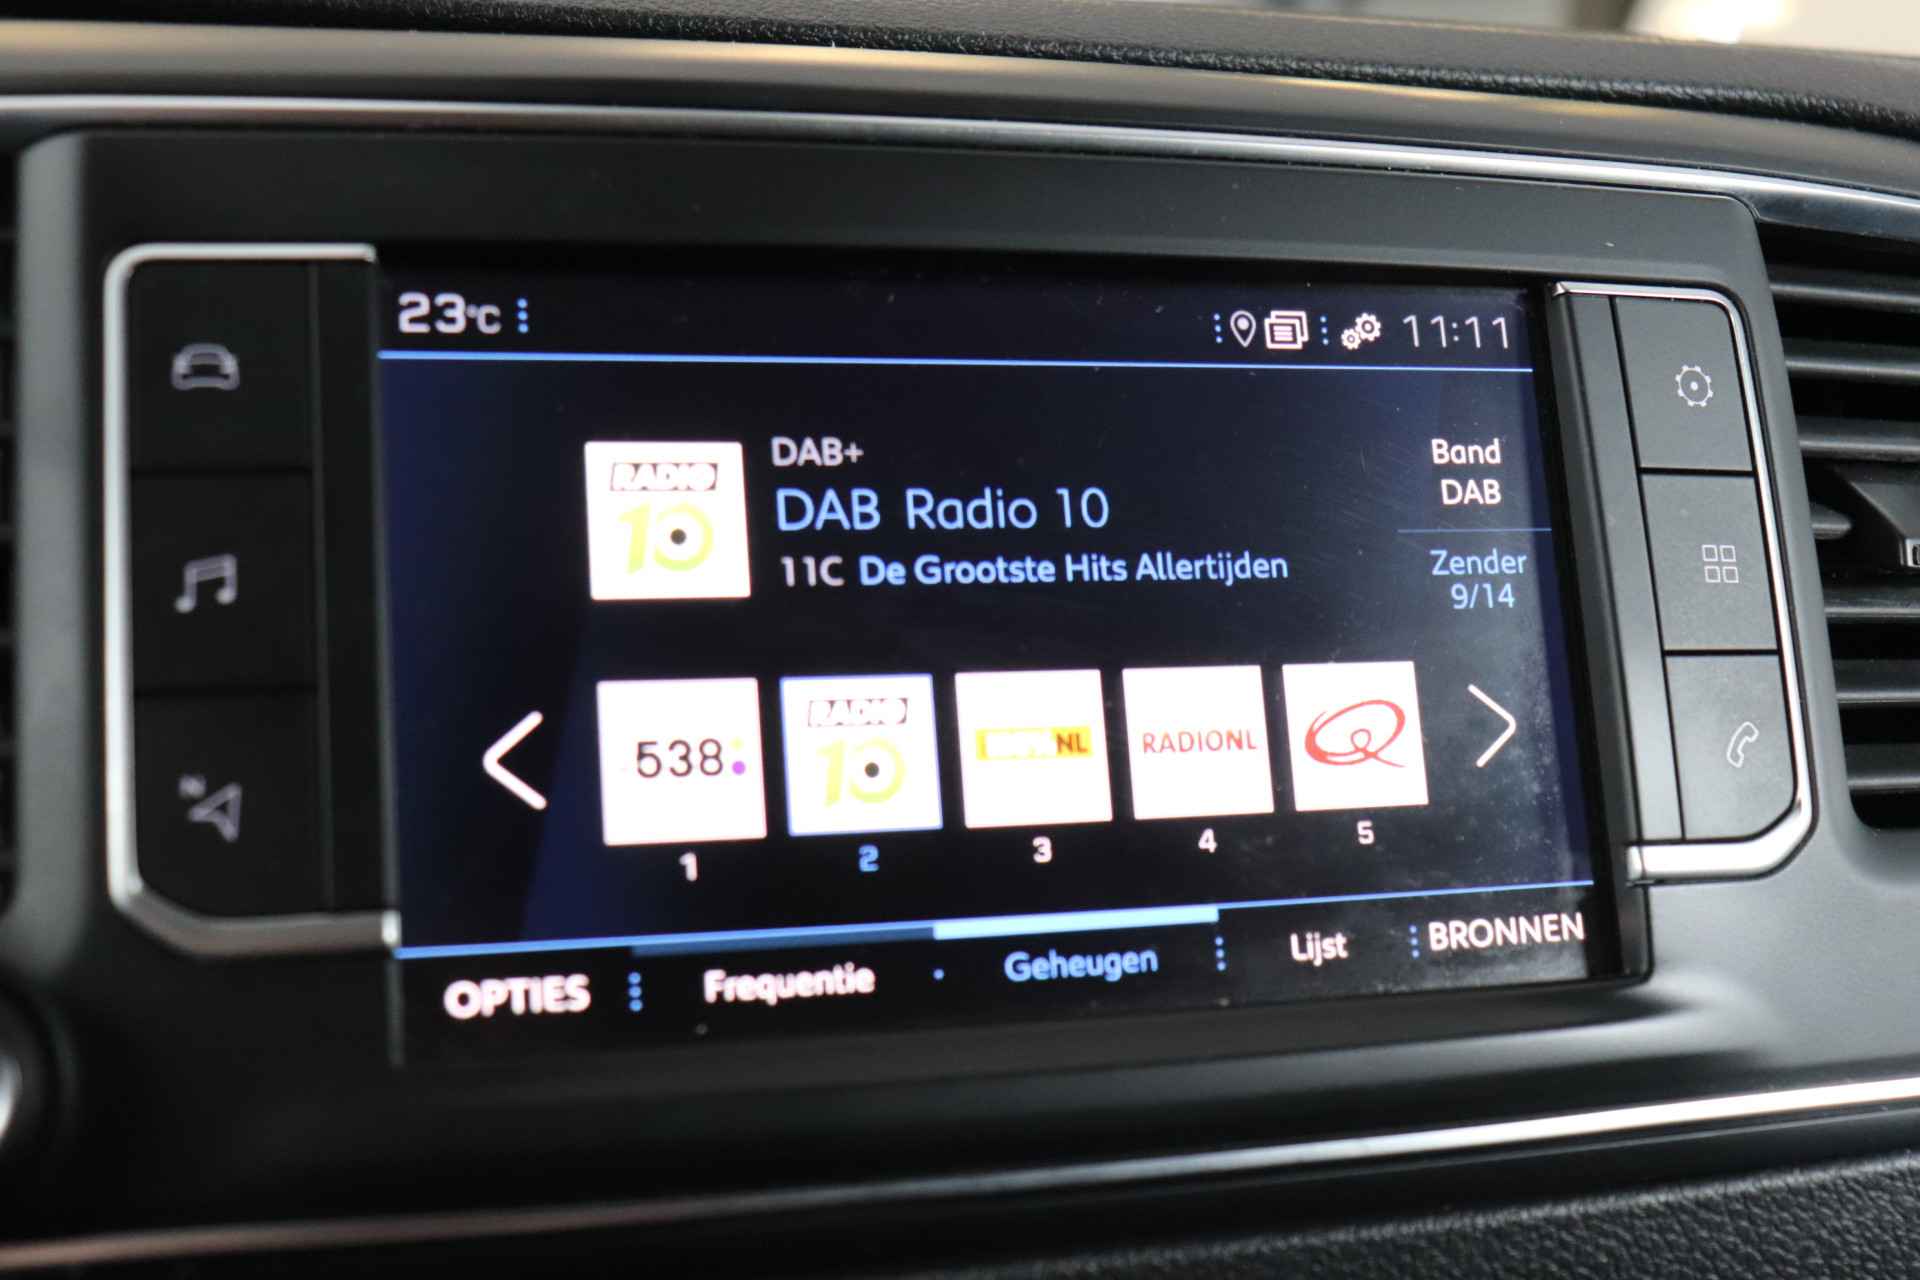 23°C 11:11
DAB+
DAB Radio 10
11C De Grootste Hits Allertijden
Band
DAB
Zender
9/14
RADIO
10
538
RADIO
10
NL
RADIONL
Q
1 2 3 4 5
OPTIES Frequentie Geheugen Lijst BRONNEN
N